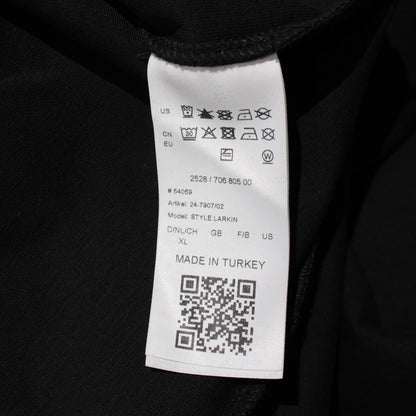 US
CN
EU
30
W
2528 / 706 805 00
# 54059
Artikel: 24-7907/02
Model: STYLE LARKIN
D/NL/CH GB F/B US
XL
MADE IN TURKEY